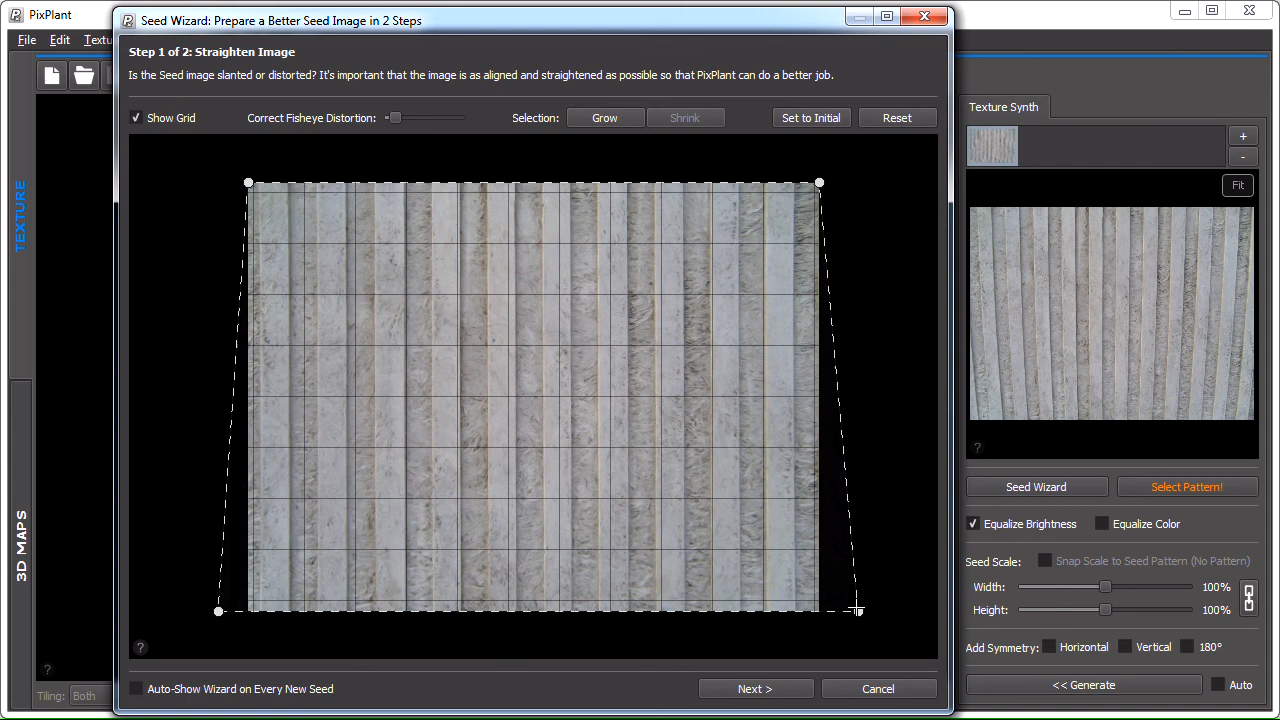 PixPlant
Seed Wizard: Prepare a Better Seed Image in 2 Steps
File Edit Textu
Step 1 of 2: Straighten Image
Is the Seed image slanted or distorted? It's important that the image is as aligned and straightened as possible so that PixPlant can do a better job.
Show Grid
Correct Fisheye Distortion:
Selection:
Grow
Shrink
Set to Initial
Reset
TEXTURE
3D MAPS
?
Tiling: Both
?
Auto-Show Wizard on Every New Seed
Next >
Cancel
Texture Synth
+
-
Fit
?
Seed Wizard
Select Pattern!
Equalize Brightness
Equalize Color
Seed Scale:
Snap Scale to Seed Pattern (No Pattern)
Width:
100%
Height:
100%
Add Symmetry:
Horizontal
Vertical
180°
<< Generate
Auto